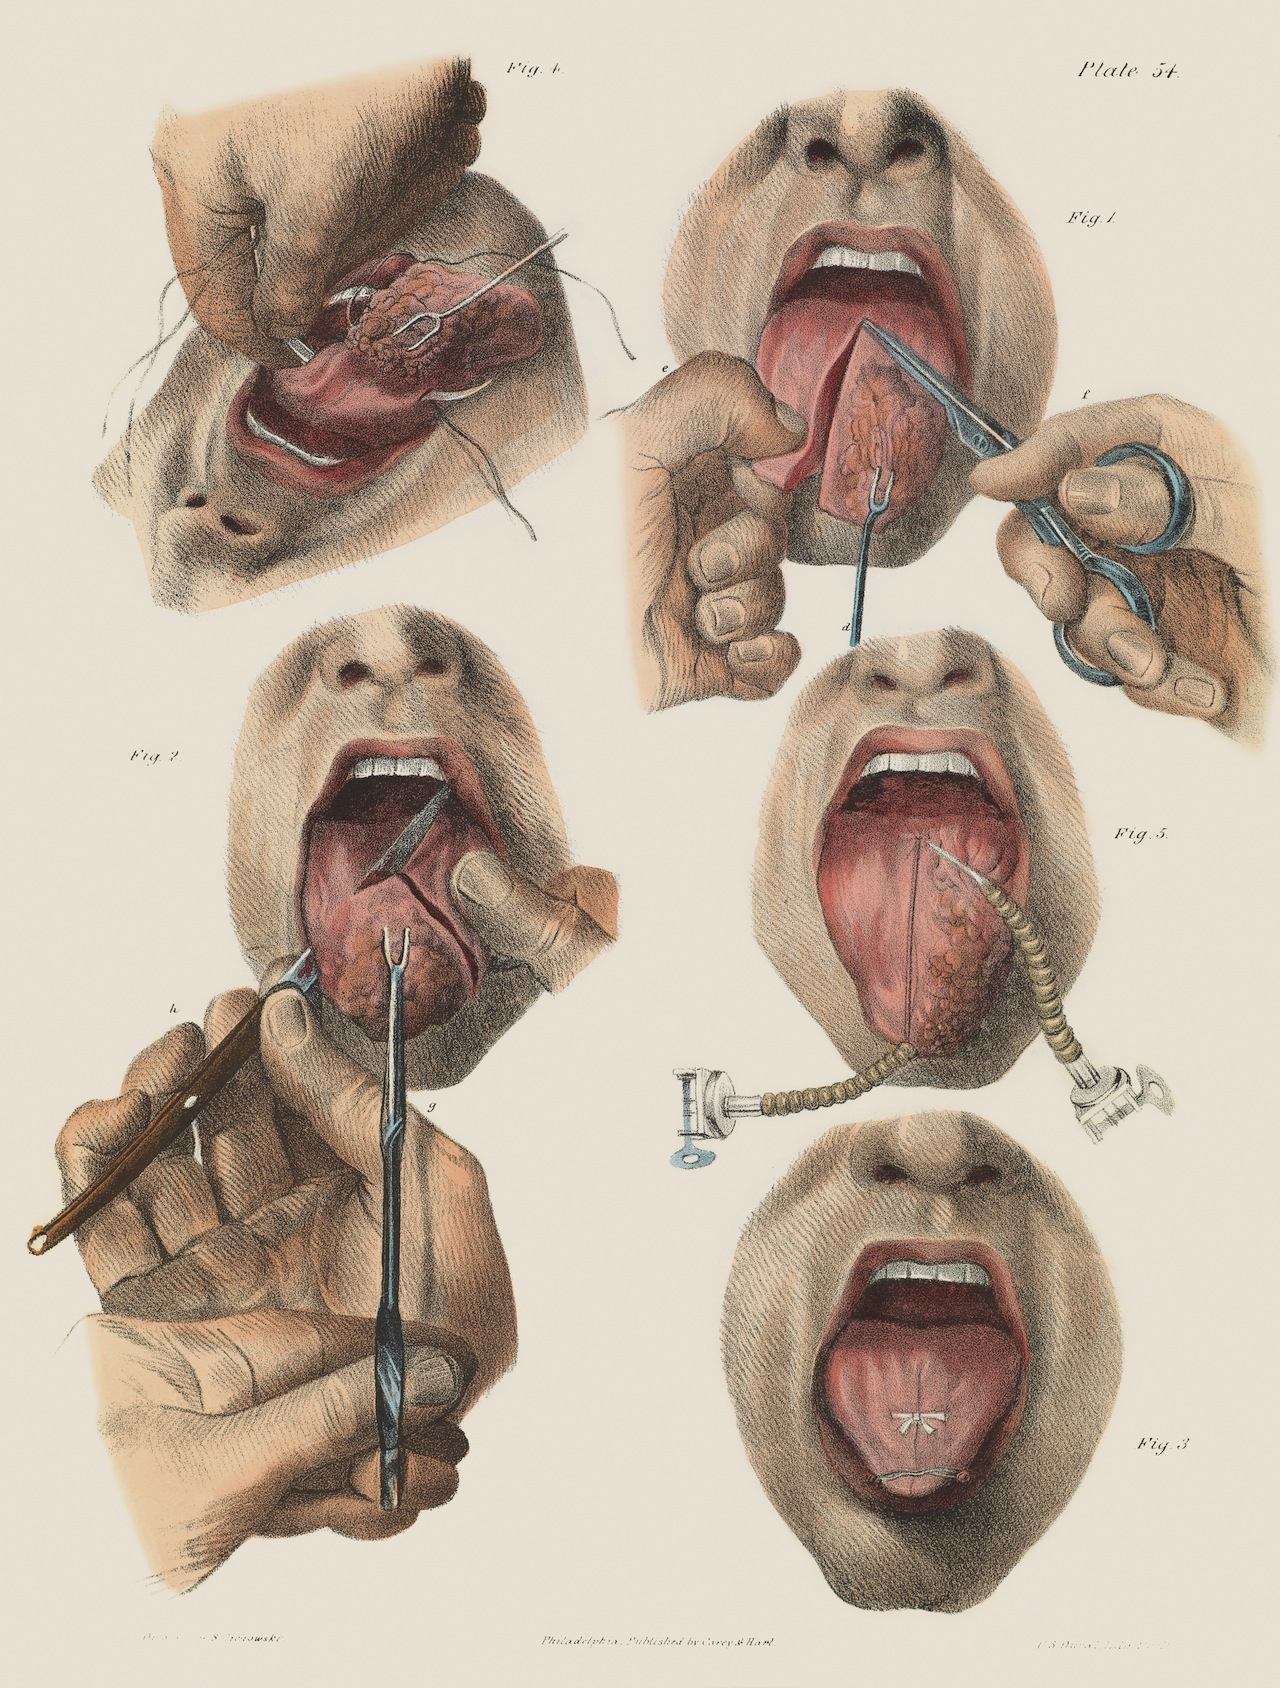 Plate 54.
Fig. 4.
Fig. 1.
e
f
d
Fig. 2
Fig. 5.
h
g
Fig. 3
Philadelphia, Published by Carey & Hart